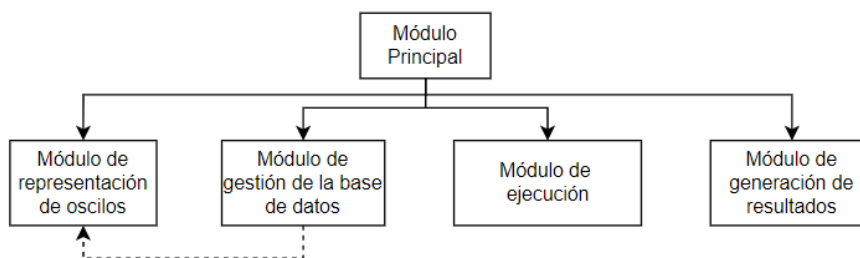 Módulo
Principal
Módulo de
representación
de oscilos
Módulo de
gestión de la base
de datos
Módulo de
ejecución
Módulo de
generación de
resultados